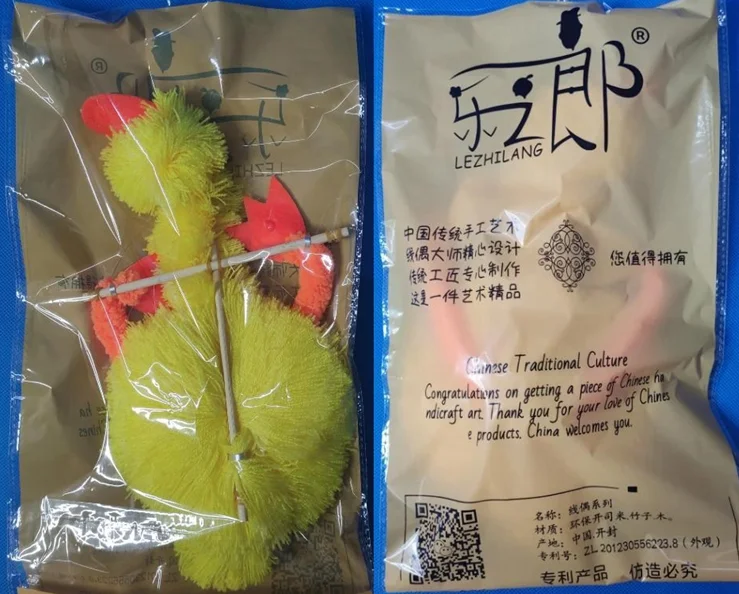 乐之郎®
LEZHILANG
中国传统手工艺术
线偶大师精心设计
传统工匠专心制作
这是一件艺术精品
您值得拥有
Chinese Traditional Culture
Congratulations on getting a piece of Chinese ha
ndicraft art. Thank you for your love of Chines
e products. China welcomes you.
名称：线偶系列
材质：环保开司米.竹子.木。
产地：中国.开封
专利号：ZL 201230556223.8（外观）
专利产品 仿造必究